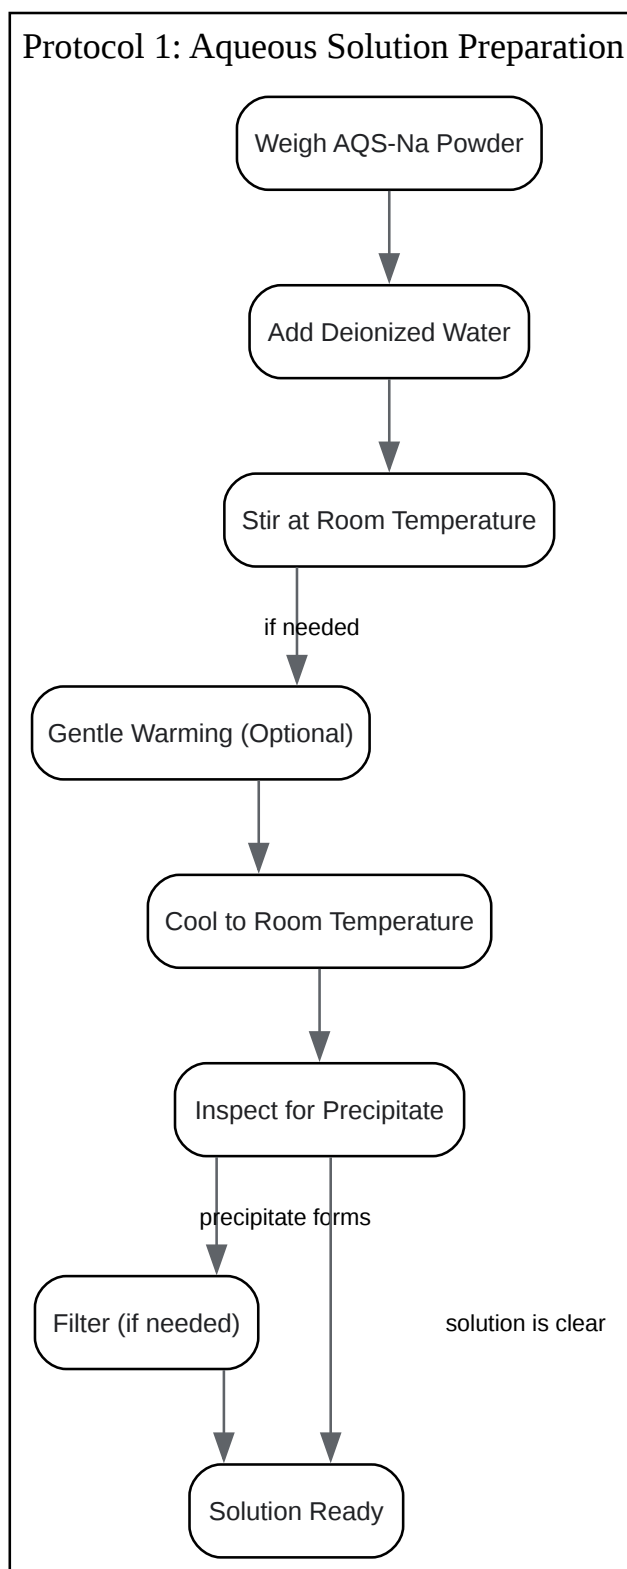 Protocol 1: Aqueous Solution Preparation
Weigh AQS-Na Powder
Add Deionized Water
Stir at Room Temperature
if needed
Gentle Warming (Optional)
Cool to Room Temperature
Inspect for Precipitate
precipitate forms
Filter (if needed)
solution is clear
Solution Ready